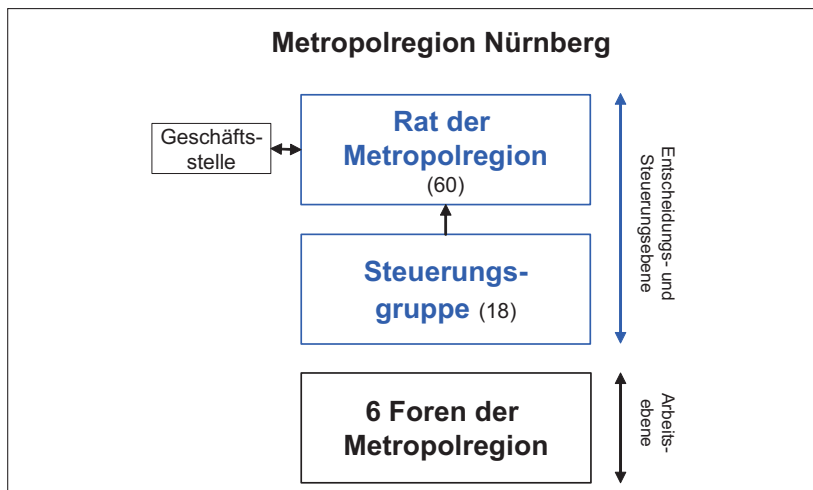 Metropolregion Nürnberg
Rat der
Metropolregion
(60)
Geschäfts-
stelle
Steuerungs-
gruppe (18)
Entscheidungs- und
Steuerungsebene
6 Foren der
Metropolregion
Arbeits-
ebene